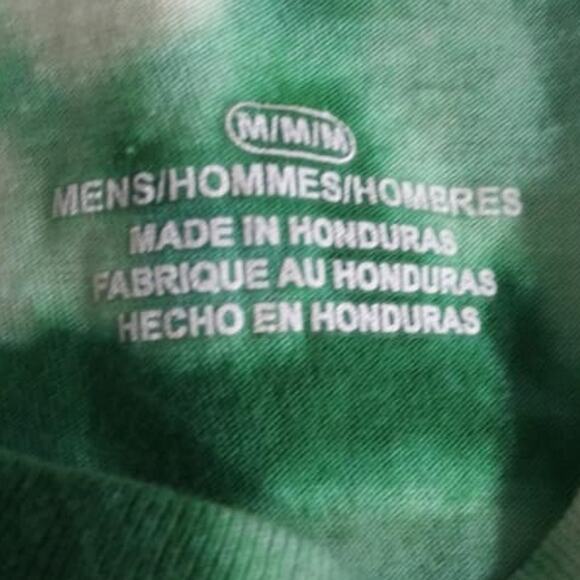 M/M/M
MENS/HOMMES/HOMBRES
MADE IN HONDURAS
FABRIQUE AU HONDURAS
HECHO EN HONDURAS